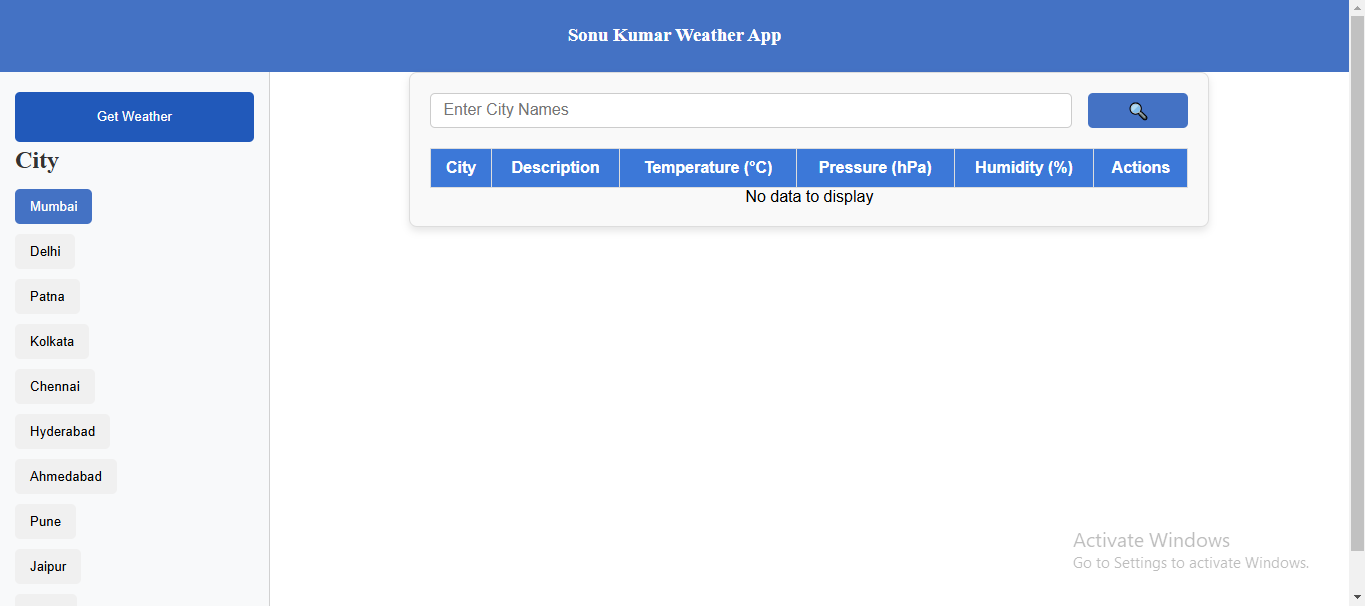 Sonu Kumar Weather App
Get Weather
City
Mumbai
Delhi
Patna
Kolkata
Chennai
Hyderabad
Ahmedabad
Pune
Jaipur
Enter City Names
City Description Temperature (°C) Pressure (hPa) Humidity (%) Actions
No data to display
Activate Windows
Go to Settings to activate Windows.